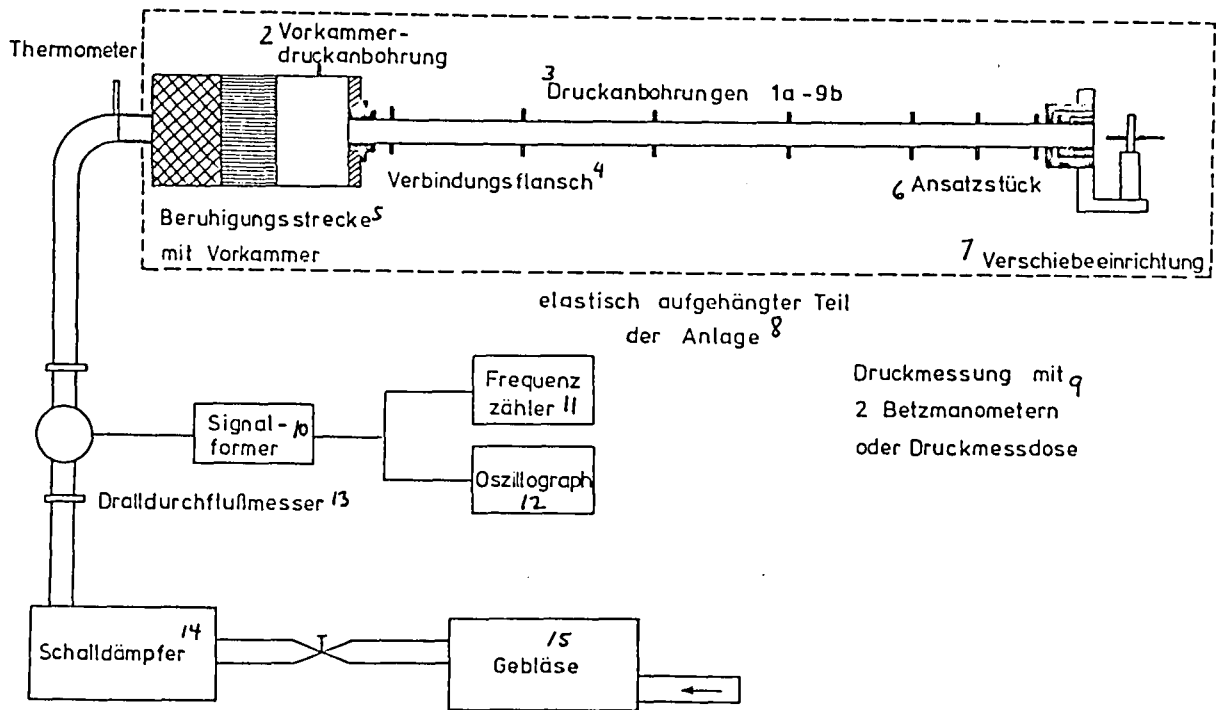 Thermometer
2 Vorkammer-
druckanbohrung
3 Druckanbohrungen 1a - 9b
Verbindungsflansch 4
6 Ansatzstück
Beruhigungsstrecke 5
mit Vorkammer
7 Verschiebeeinrichtung
elastisch aufgehängter Teil
der Anlage 8
Druckmessung mit 9
2 Betzmanometern
oder Druckmessdose
Frequenz
zähler 11
Signal- 10
former
Oszillograph
12
Dralldurchflußmesser 13
Schalldämpfer 14
15
Gebläse